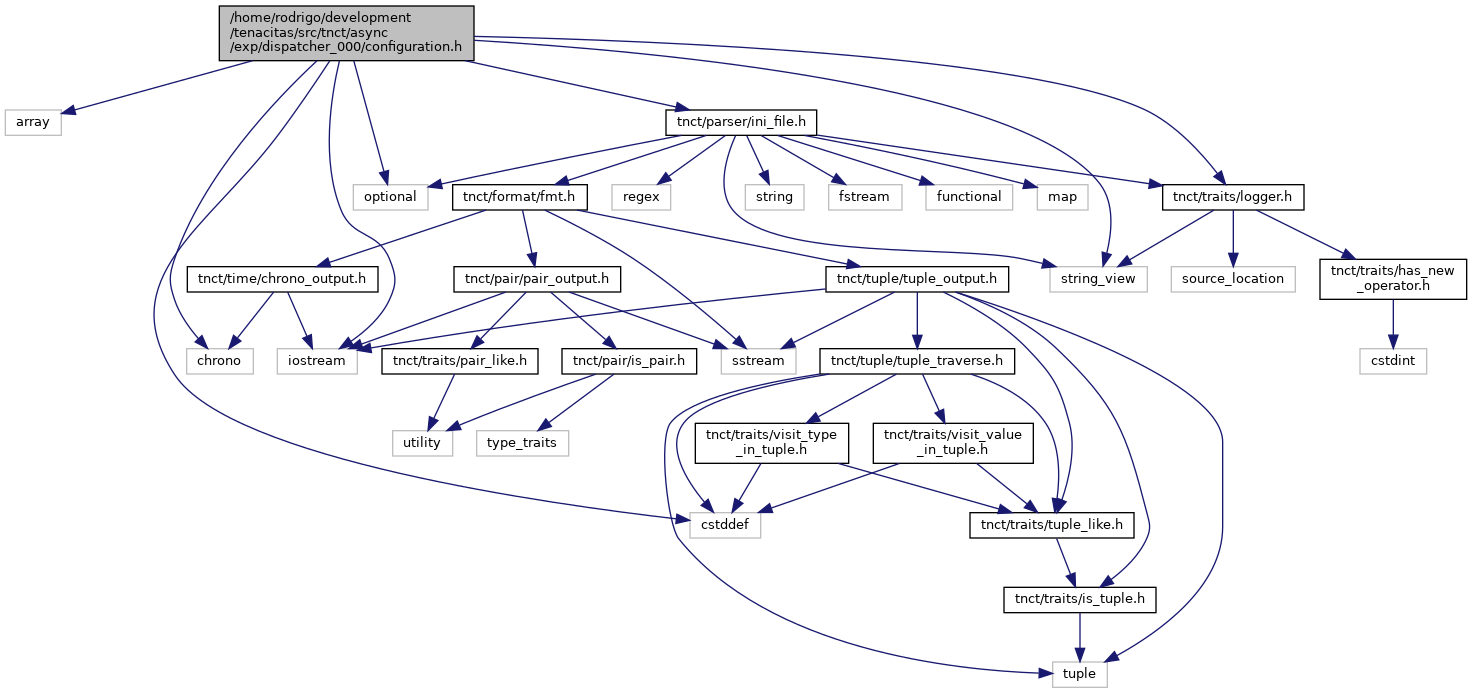 /home/rodrigo/development
/tenacitas/src/tnct/async
/exp/dispatcher_000/configuration.h
array
tnct/parser/ini_file.h
optional
tnct/format/fmt.h
regex
string
fstream
functional
map
tnct/traits/logger.h
tnct/time/chrono_output.h
tnct/pair/pair_output.h
tnct/tuple/tuple_output.h
string_view
source_location
tnct/traits/has_new
_operator.h
chrono
iostream
tnct/traits/pair_like.h
tnct/pair/is_pair.h
sstream
tnct/tuple/tuple_traverse.h
cstdint
utility
type_traits
tnct/traits/visit_type
_in_tuple.h
tnct/traits/visit_value
_in_tuple.h
cstddef
tnct/traits/tuple_like.h
tnct/traits/is_tuple.h
tuple